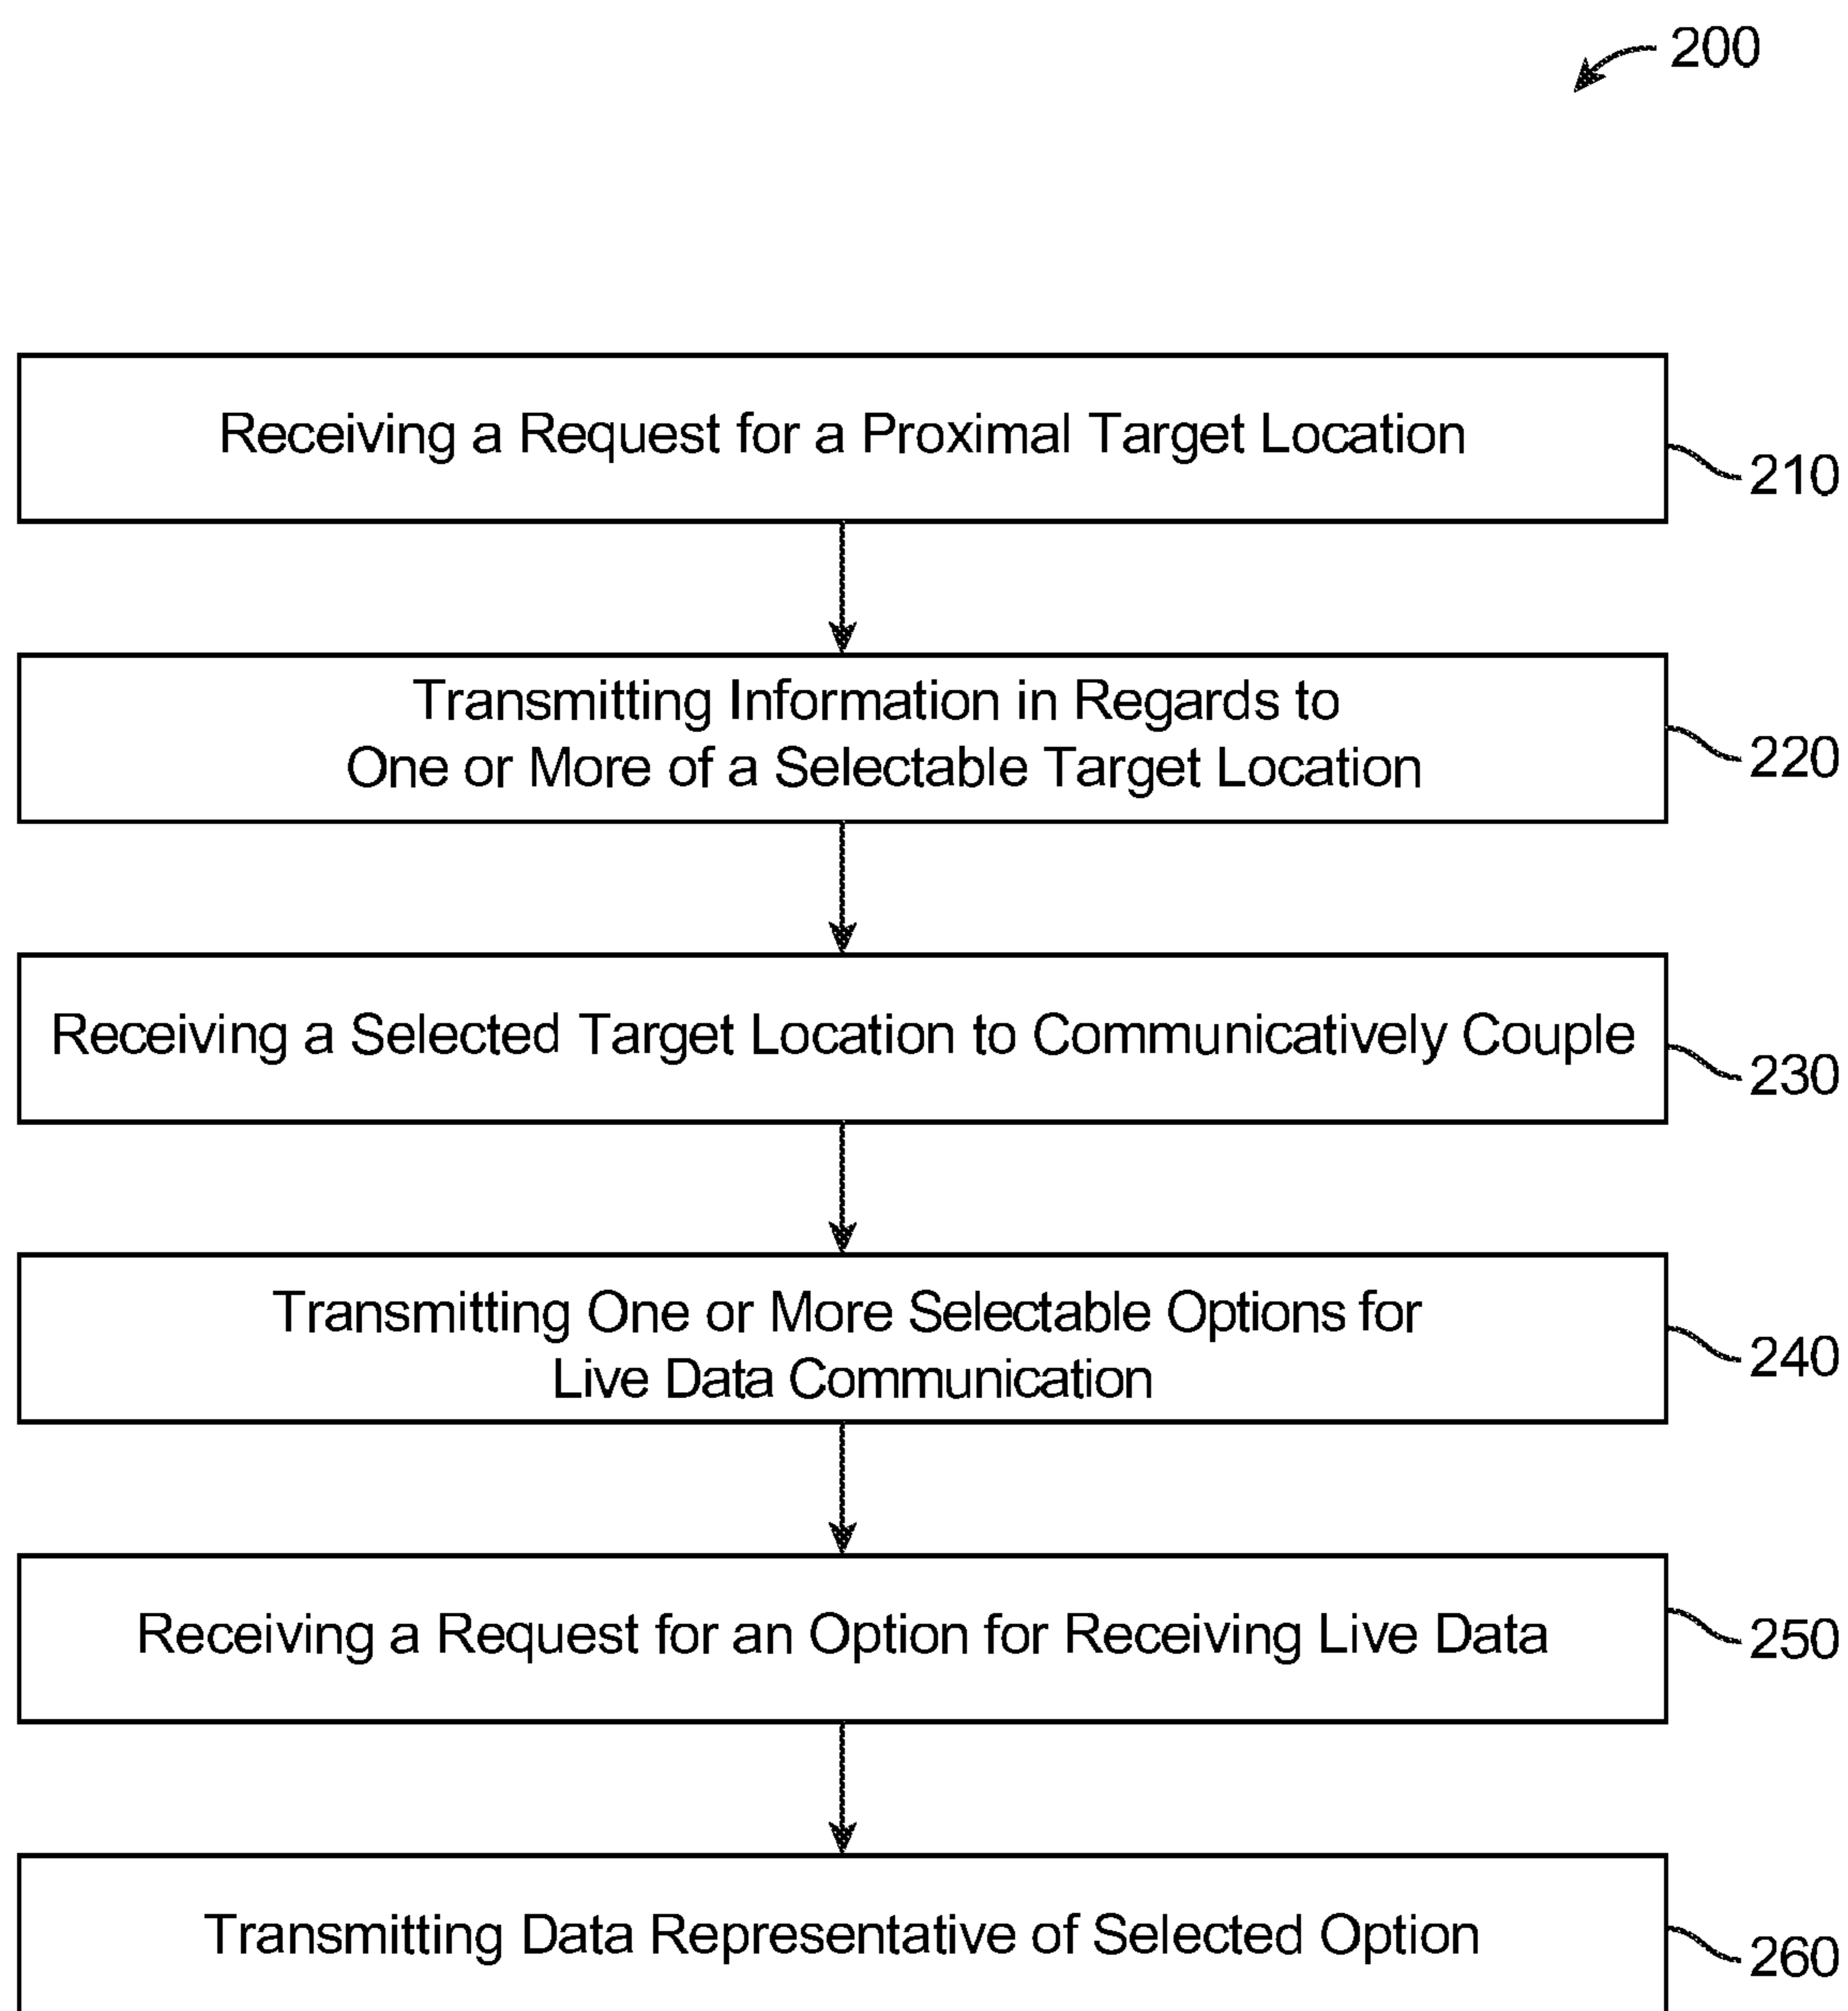 200
Receiving a Request for a Proximal Target Location
210
Transmitting Information in Regards to
One or More of a Selectable Target Location
220
Receiving a Selected Target Location to Communicatively Couple
230
Transmitting One or More Selectable Options for
Live Data Communication
240
Receiving a Request for an Option for Receiving Live Data
250
Transmitting Data Representative of Selected Option
260